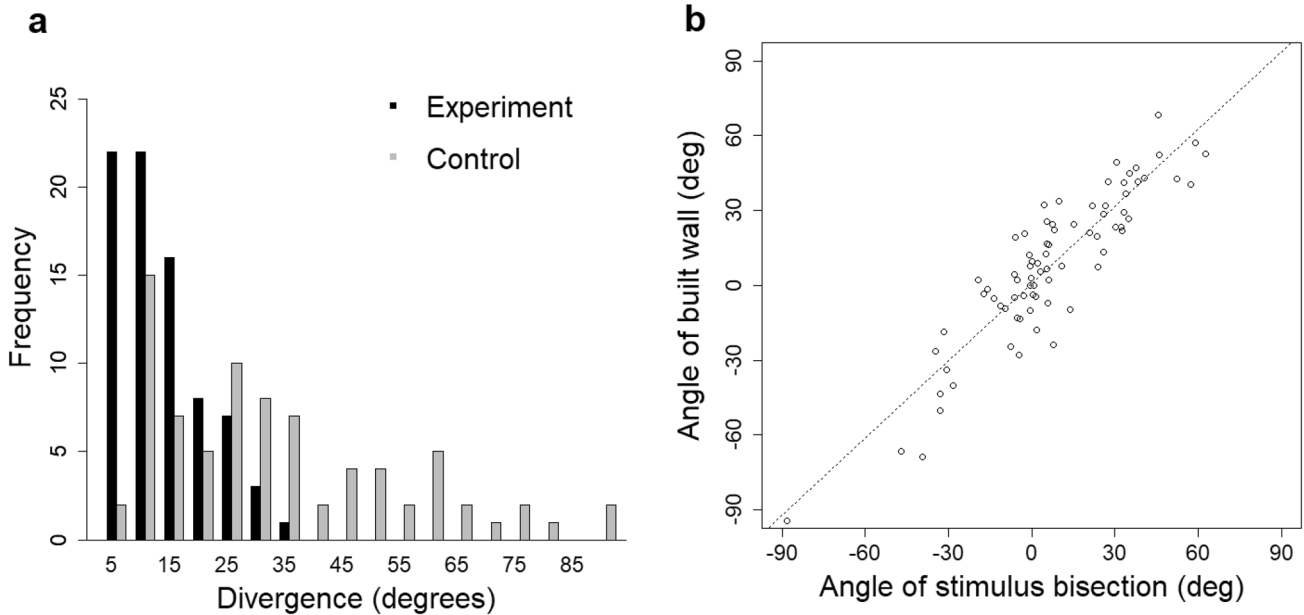 a
25
20
15
10
5
0
Frequency
Experiment
Control
5 15 25 35 45 55 65 75 85
Divergence (degrees)
b
90
60
30
0
-30
-60
-90
Angle of built wall (deg)
-90 -60 -30 0 30 60 90
Angle of stimulus bisection (deg)